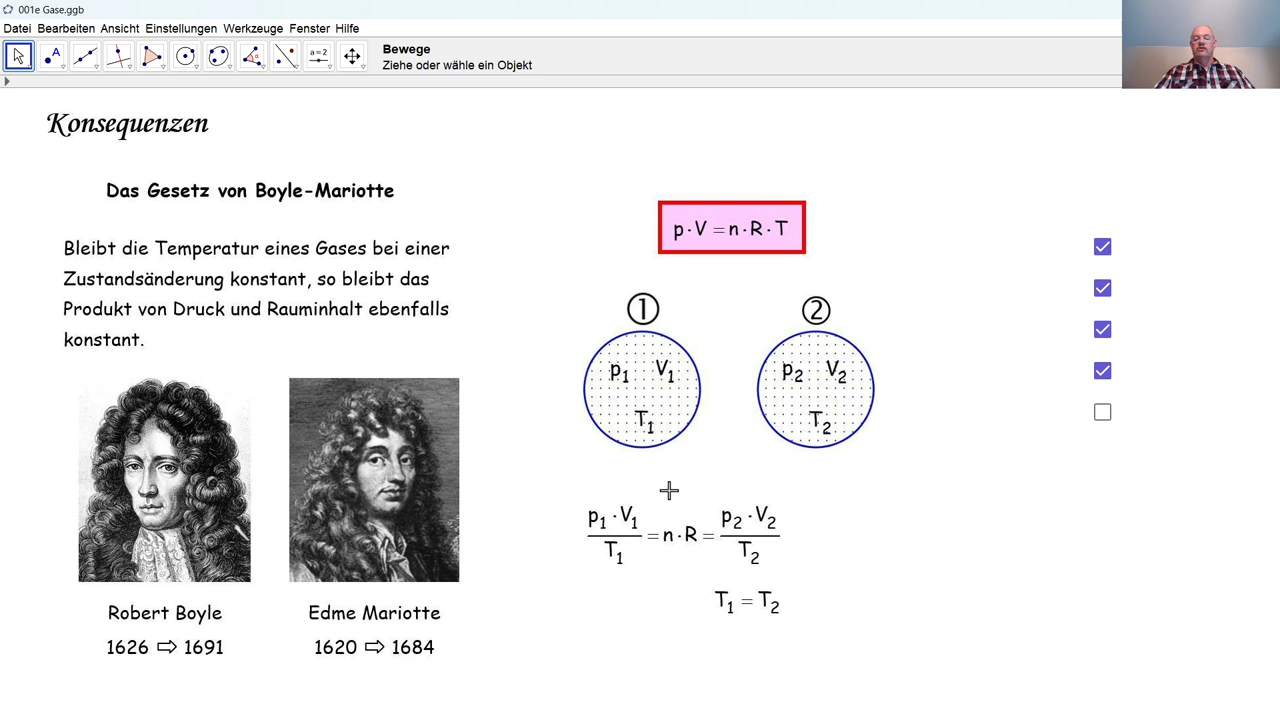 001e Gase.ggb
Datei Bearbeiten Ansicht Einstellungen Werkzeuge Fenster Hilfe
A
a=2
Bewege
Ziehe oder wähle ein Objekt
Konsequenzen
Das Gesetz von Boyle-Mariotte
Bleibt die Temperatur eines Gases bei einer
Zustandsänderung konstant, so bleibt das
Produkt von Druck und Rauminhalt ebenfalls
konstant.
Robert Boyle
1626 ⇨ 1691
Edme Mariotte
1620 ⇨ 1684
p·V = n·R·T
① ②
p₁ V₁
T₁
p₂ V₂
T₂
p₁·V₁/T₁ = n·R = p₂·V₂/T₂
T₁ = T₂